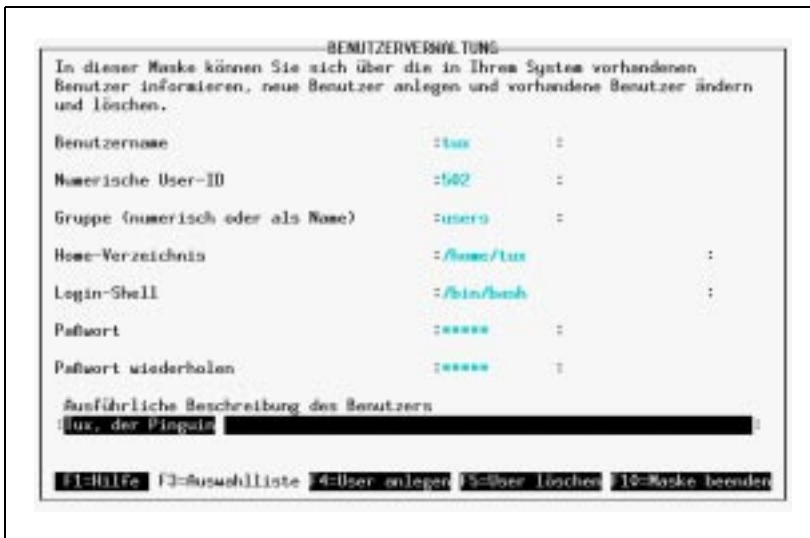 BENUTZERVERWALTUNG
In dieser Maske können Sie sich über die in Ihrem System vorhandenen
Benutzer informieren, neue Benutzer anlegen und vorhandene Benutzer ändern
und löschen.
Benutzername :tux :
Numerische User-ID :502 :
Gruppe (numerisch oder als Name) :users :
Home-Verzeichnis :/home/tux :
Login-Shell :/bin/bash :
Paßwort :***** :
Paßwort wiederholen :***** :
Ausführliche Beschreibung des Benutzers
:Tux, der Pinguin :
F1=Hilfe F3=Auswahlliste F4=User anlegen F5=User löschen F10=Maske beenden